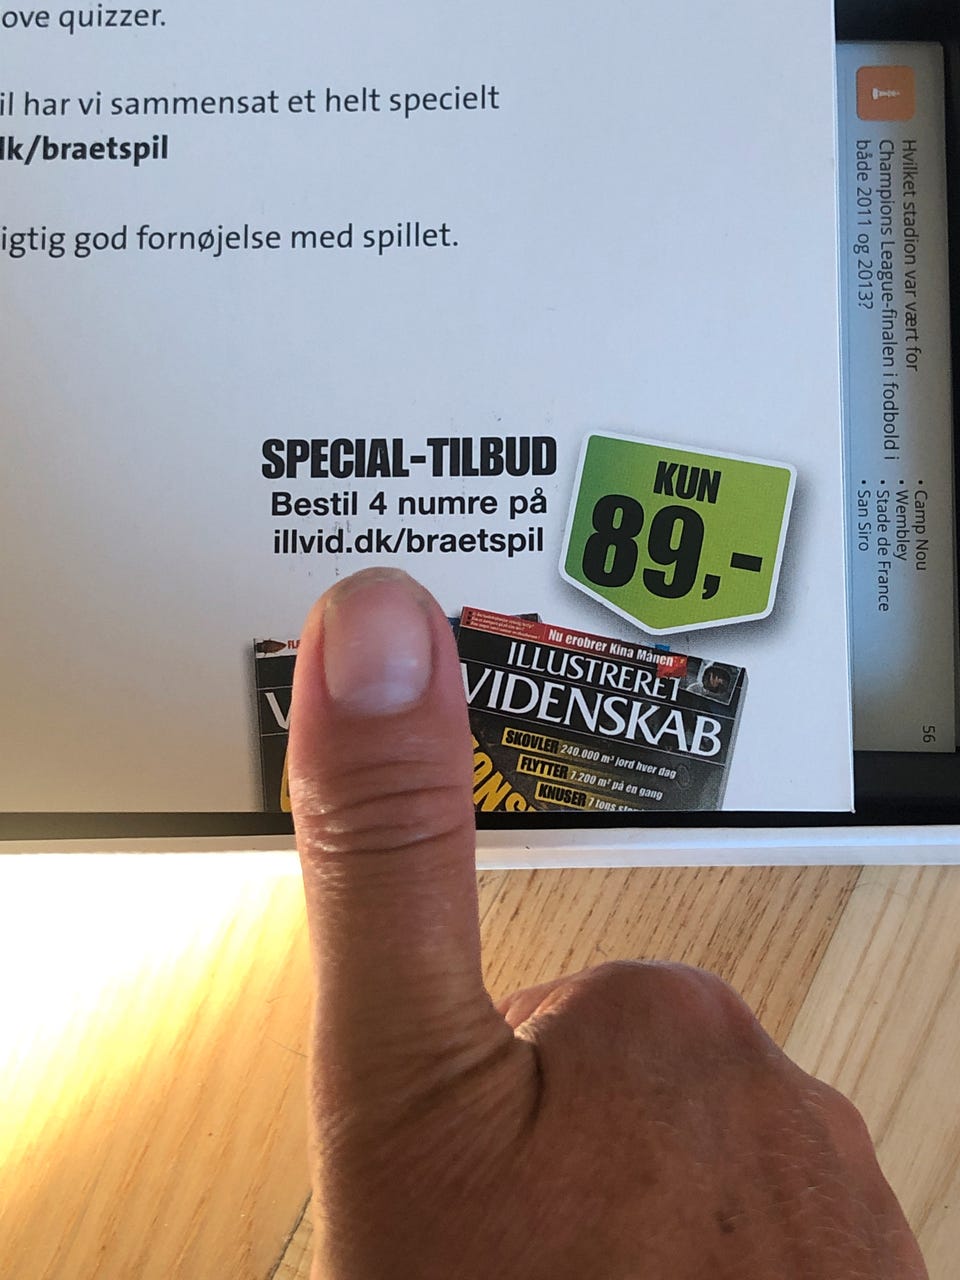 ove quizzer.
il har vi sammensat et helt specielt
dk/braetspil
igtig god fornøjelse med spillet.
SPECIAL-TILBUD
Bestil 4 numre på
illvid.dk/braetspil
KUN
89,-
Nu erobrer Kina Månen
ILLUSTRERET
VIDENSKAB
SKOVLER 240.000 m³ jord hver dag
FLYTTER 7.200 m² på en gang
KNUSER 7 tons
Hvilket stadion var vært for
Champions League-finalen i fodbold i
både 2011 og 2013?
• Camp Nou
• Wembley
• Stade de France
• San Siro
56